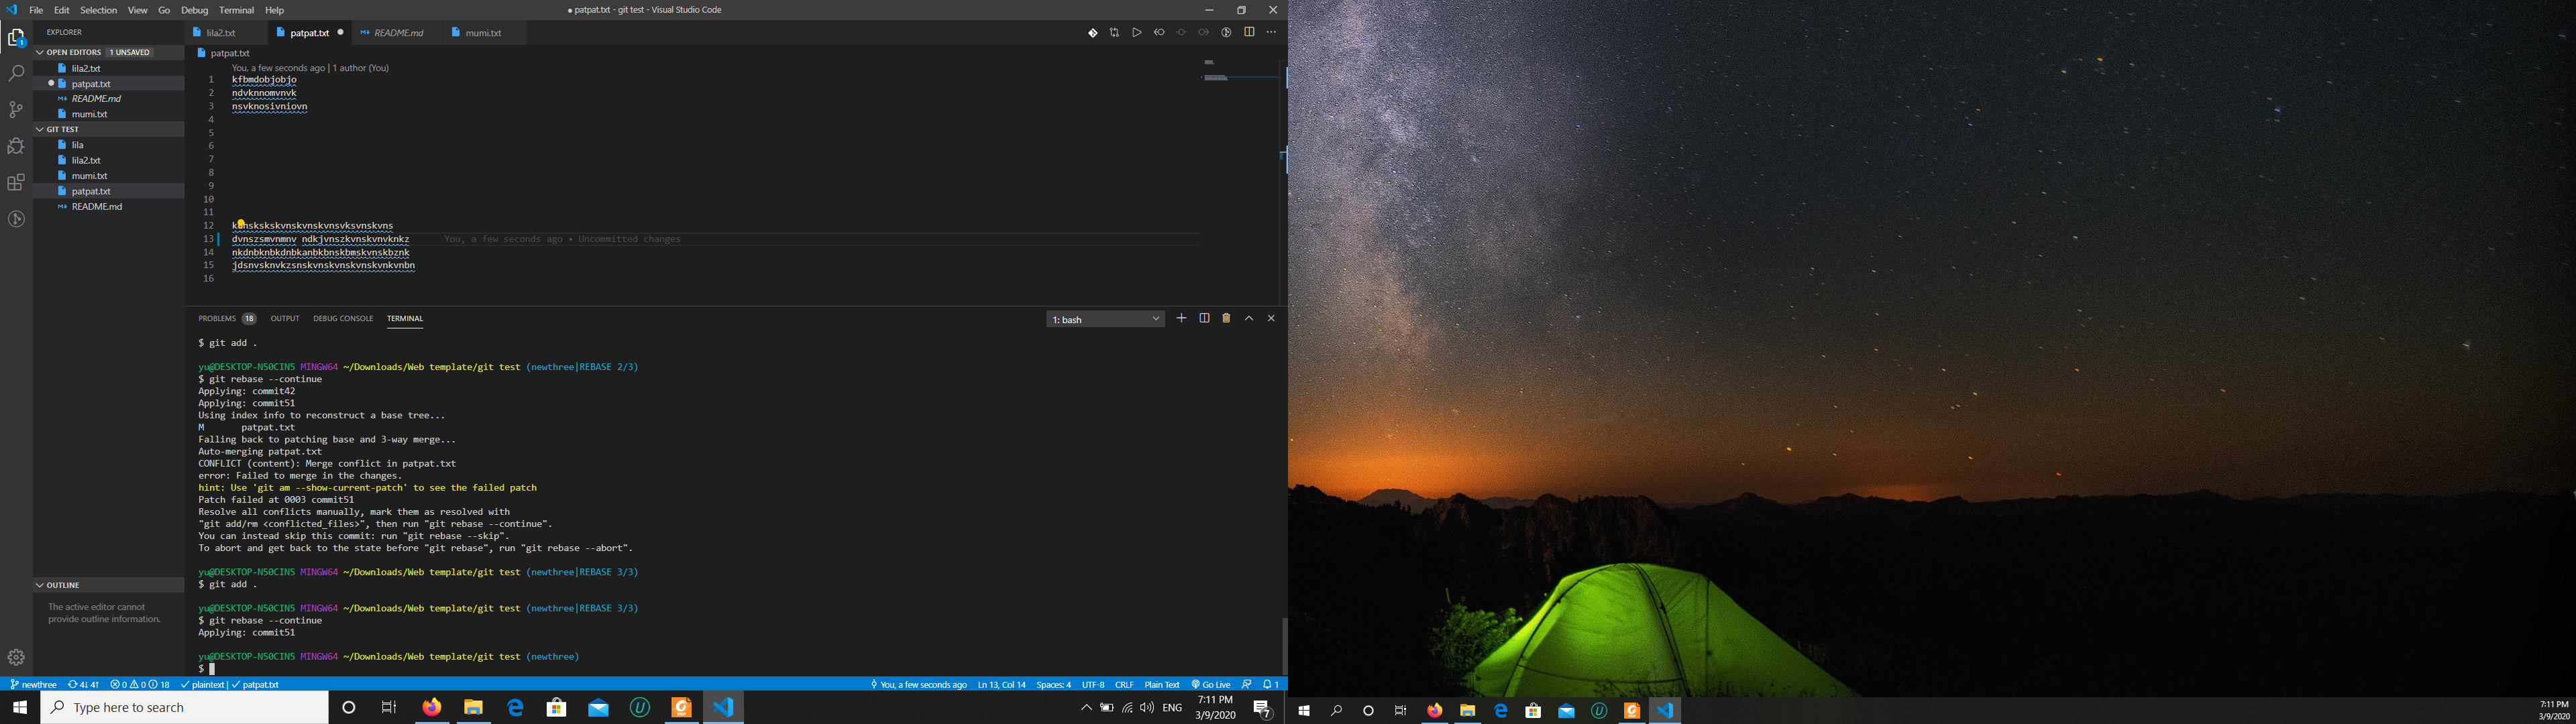 File Edit Selection View Go Debug Terminal Help
● patpat.txt - git test - Visual Studio Code
EXPLORER
OPEN EDITORS 1 UNSAVED
lila2.txt
patpat.txt
README.md
mumi.txt
GIT TEST
lila
lila2.txt
mumi.txt
patpat.txt
README.md
OUTLINE
The active editor cannot
provide outline information.
lila2.txt patpat.txt README.md mumi.txt
patpat.txt
You, a few seconds ago | 1 author (You)
1 kfbmdobjobjo
2 ndvknnomvnvk
3 nsvknosivniovn
4
5
6
7
8
9
10
11
12
13 dvnszsmvnmnv ndkjvnszkvnskvnvknkz You, a few seconds ago • Uncommitted changes
14 nkdnbknbkdnbkanbkbnskbmskvnskbznk
15 jdsnvsknvkzsnskvnskvnskvnskvnkvnbn
16
PROBLEMS 18 OUTPUT DEBUG CONSOLE TERMINAL
1: bash
$ git add .
yu@DESKTOP-N50CIN5 MINGW64 ~/Downloads/Web template/git test (newthree|REBASE 2/3)
$ git rebase --continue
Applying: commit42
Applying: commit51
Using index info to reconstruct a base tree...
M patpat.txt
Falling back to patching base and 3-way merge...
Auto-merging patpat.txt
CONFLICT (content): Merge conflict in patpat.txt
error: Failed to merge in the changes.
hint: Use 'git am --show-current-patch' to see the failed patch
Patch failed at 0003 commit51
Resolve all conflicts manually, mark them as resolved with
"git add/rm <conflicted_files>", then run "git rebase --continue".
You can instead skip this commit: run "git rebase --skip".
To abort and get back to the state before "git rebase", run "git rebase --abort".
yu@DESKTOP-N50CIN5 MINGW64 ~/Downloads/Web template/git test (newthree|REBASE 3/3)
$ git add .
yu@DESKTOP-N50CIN5 MINGW64 ~/Downloads/Web template/git test (newthree|REBASE 3/3)
$ git rebase --continue
Applying: commit51
yu@DESKTOP-N50CIN5 MINGW64 ~/Downloads/Web template/git test (newthree)
$
newthree 4↓ 4↑ 0 0 18 plaintext | patpat.txt
You, a few seconds ago Ln 13, Col 14 Spaces: 4 UTF-8 CRLF Plain Text Go Live 1
Type here to search
ENG
7:11 PM
3/9/2020
7
7:11 PM
3/9/2020